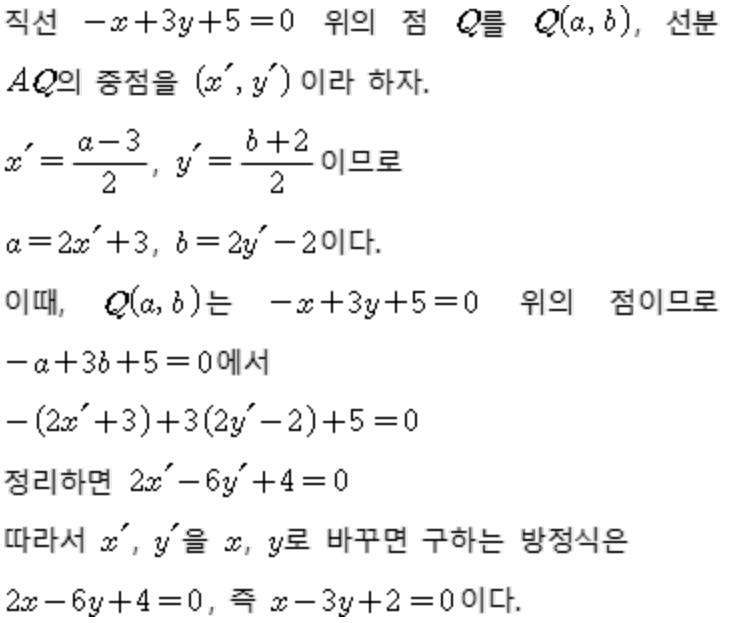 직선 −x+3y+5=0 위의 점 Q를 Q(a, b), 선분
AQ의 중점을 (x′, y′)이라 하자.
x′=\frac{a−3}{2}, y′=\frac{b+2}{2}이므로
a=2x′+3, b=2y′−2이다.
이때, Q(a, b)는 −x+3y+5=0 위의 점이므로
−a+3b+5=0에서
−(2x′+3)+3(2y′−2)+5=0
정리하면 2x′−6y′+4=0
따라서 x′, y′을 x, y로 바꾸면 구하는 방정식은
2x−6y+4=0, 즉 x−3y+2=0이다.